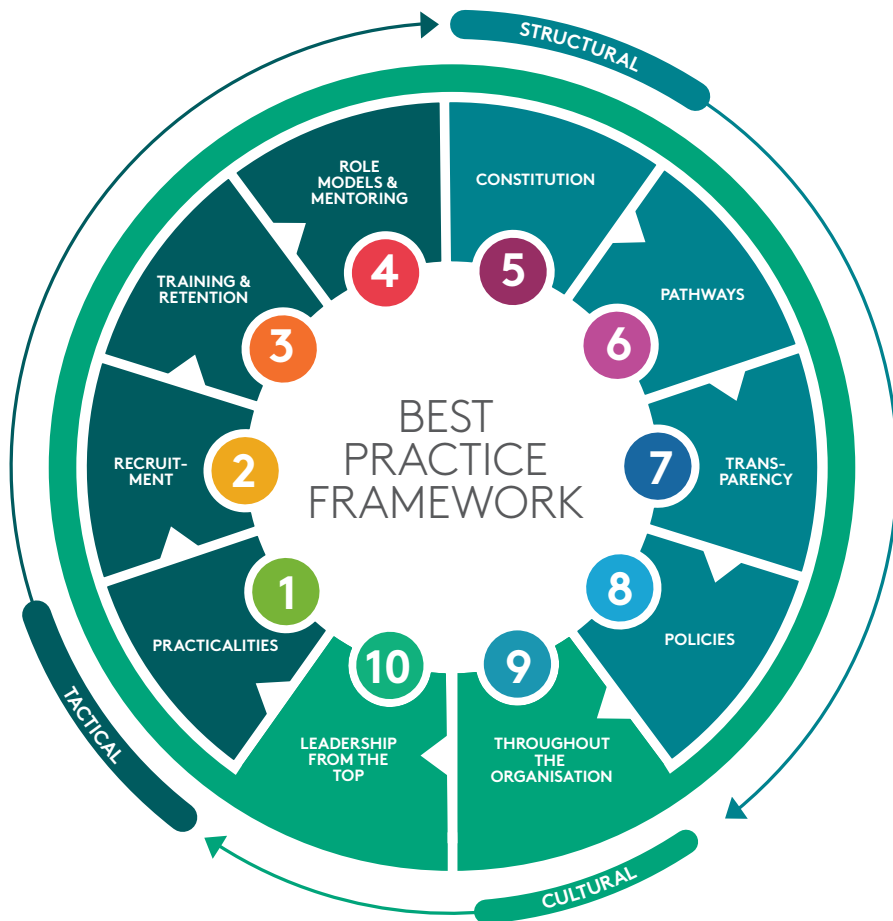 STRUCTURAL
ROLE
MODELS &
MENTORING
CONSTITUTION
TRAINING &
RETENTION
4
5
PATHWAYS
3
6
BEST
PRACTICE
FRAMEWORK
RECRUIT-
MENT
2
7
TRANS-
PARENCY
1
8
PRACTICALITIES
POLICIES
10
9
LEADERSHIP
FROM THE
TOP
THROUGHOUT
THE
ORGANISATION
TACTICAL
CULTURAL